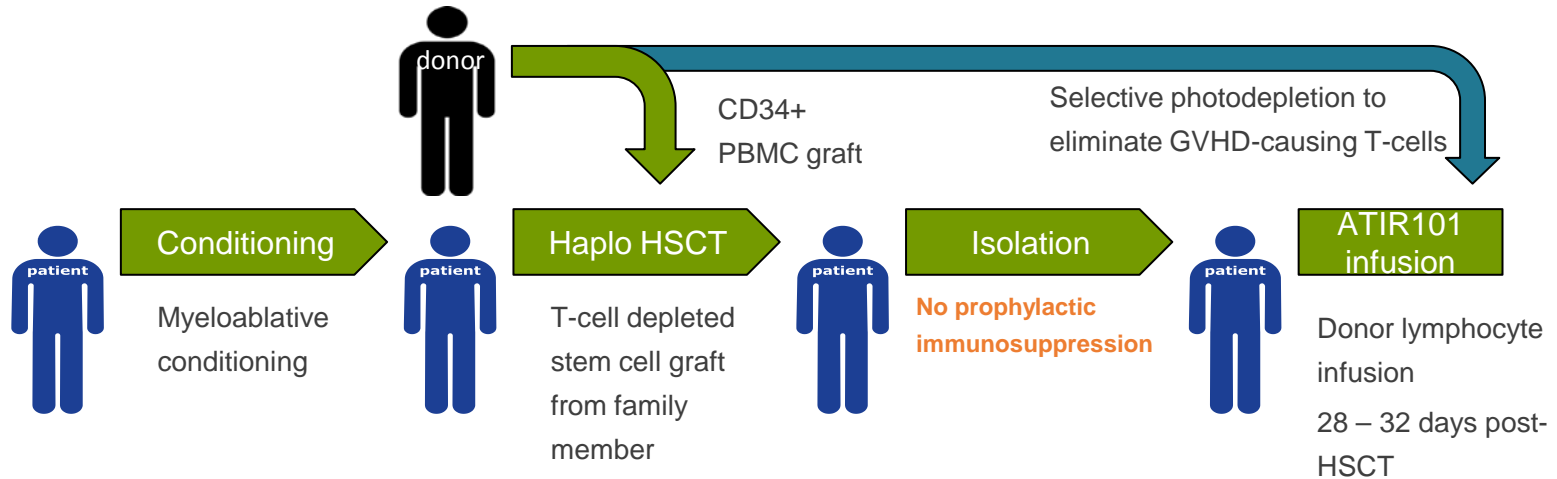 donor
CD34+
PBMC graft
Selective photodepletion to
eliminate GVHD-causing T-cells
patient
Conditioning
Myeloablative
conditioning
patient
Haplo HSCT
T-cell depleted
stem cell graft
from family
member
patient
Isolation
No prophylactic
immunosuppression
patient
ATIR101
infusion
Donor lymphocyte
infusion
28 – 32 days post-
HSCT